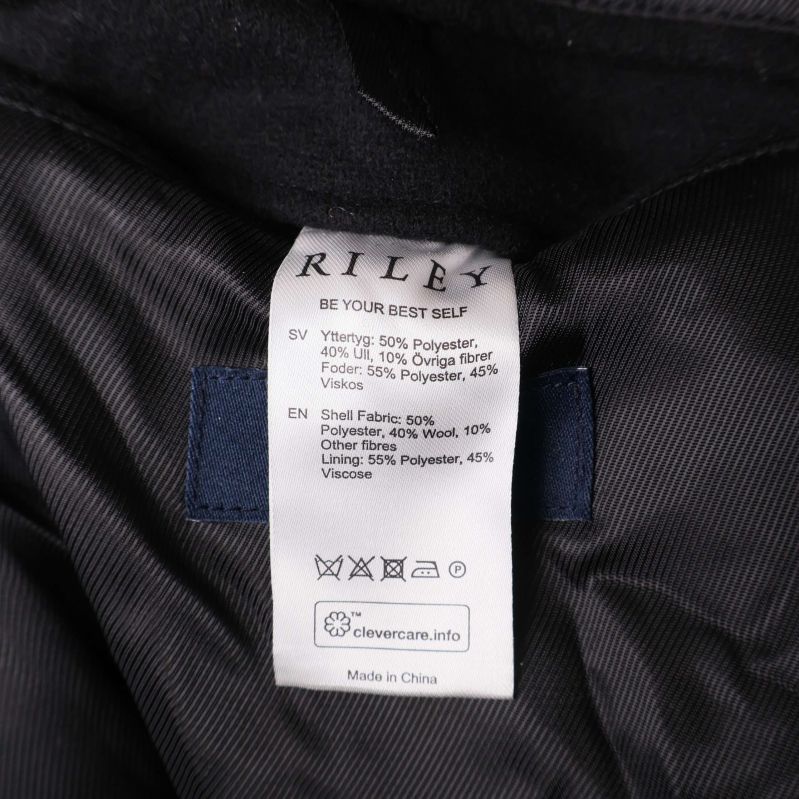 RILEY
BE YOUR BEST SELF
SV Yttertyg: 50% Polyester,
40% Ull, 10% Övriga fibrer
Foder: 55% Polyester, 45%
Viskos
EN Shell Fabric: 50%
Polyester, 40% Wool, 10%
Other fibres
Lining: 55% Polyester, 45%
Viscose
P
™
clevercare.info
Made in China